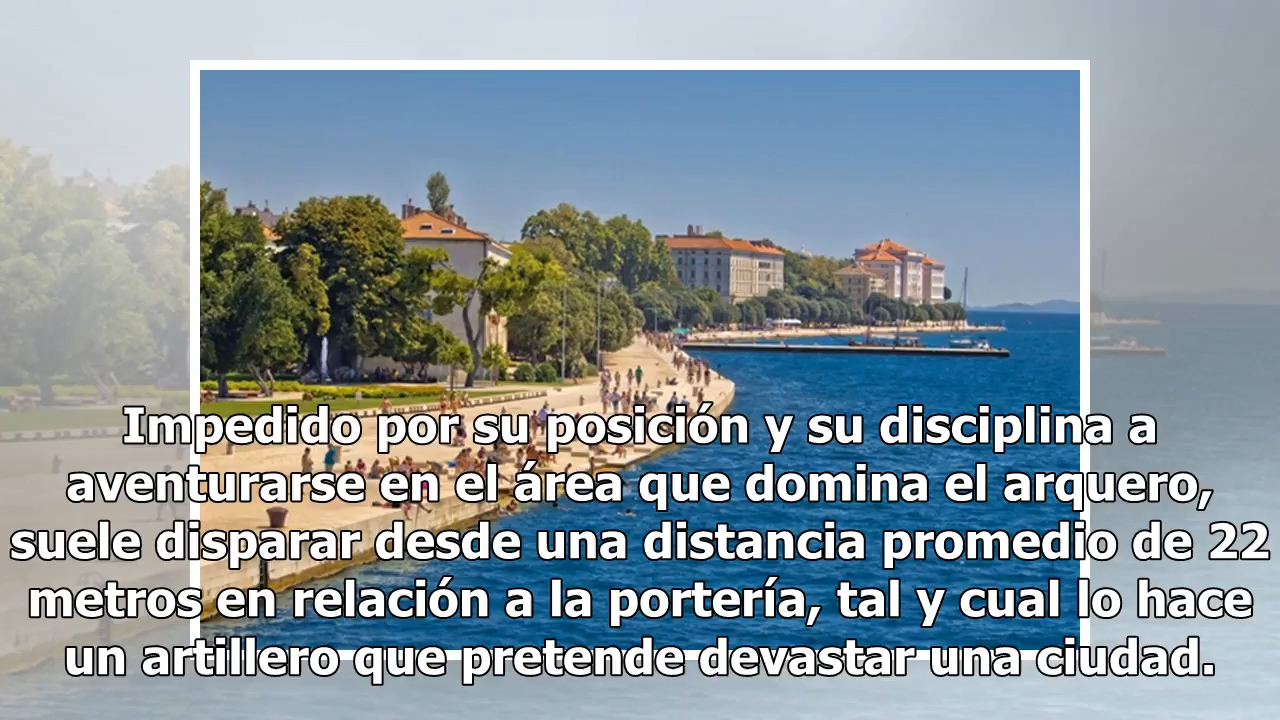 Impedido por su posición y su disciplina a
aventurarse en el área que domina el arquero,
suele disparar desde una distancia promedio de 22
metros en relación a la portería, tal y cual lo hace
un artillero que pretende devastar una ciudad.